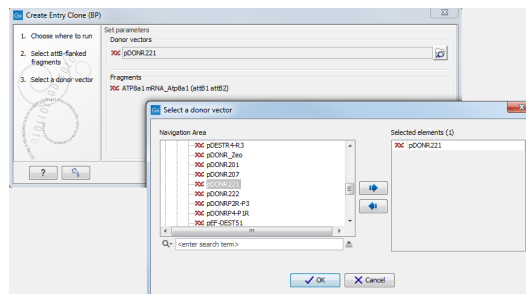 Create Entry Clone (BP)
1. Choose where to run
2. Select attB-flanked
fragments
3. Select a donor vector
Set parameters
Donor vectors
pDONR221
Fragments
ATP8a1 mRNA_Atp8a1 (attB1 attB2)
Select a donor vector
Navigation Area
pDESTR4-R3
pDONR_Zeo
pDONR201
pDONR207
pDONR221
pDONR222
pDONRP2R-P3
pDONRP4-P1R
pEF-DEST51
<enter search term>
Selected elements (1)
pDONR221
OK
Cancel